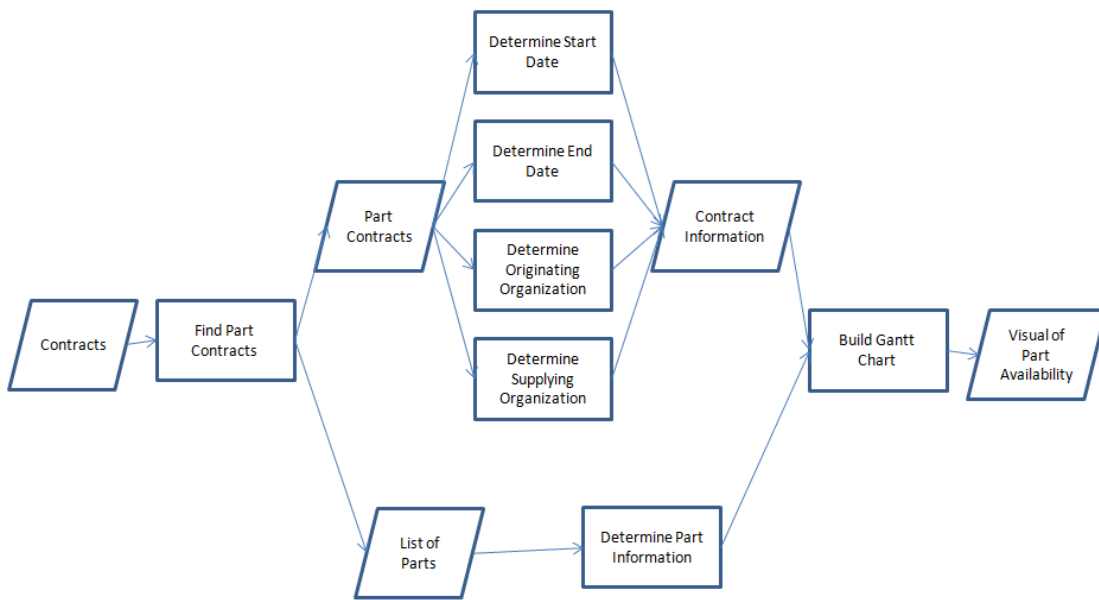 Contracts
Find Part
Contracts
Part
Contracts
Determine Start
Date
Determine End
Date
Determine
Originating
Organization
Determine
Supplying
Organization
Contract
Information
List of
Parts
Determine Part
Information
Build Gantt
Chart
Visual of
Part
Availability